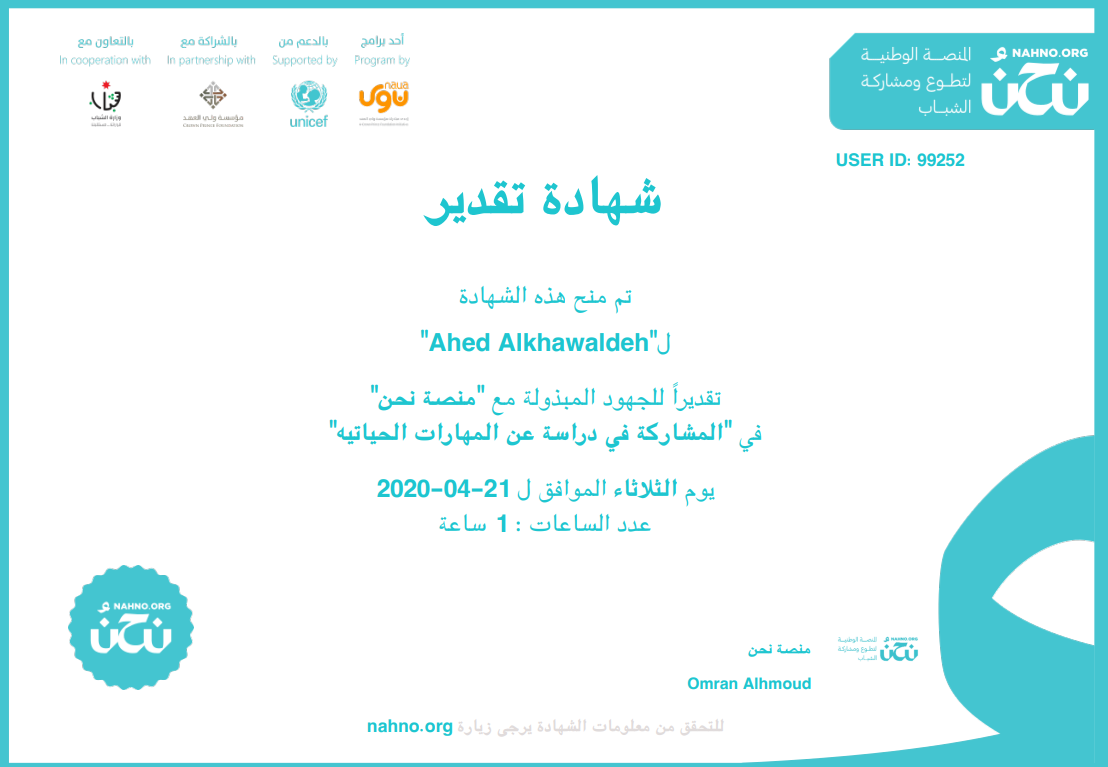 أحد برامج
Program by
naua
نوى
بالدعم من
Supported by
unicef
بالشراكة مع
In partnership with
مؤسسة ولي العهد
CROWN PRINCE FOUNDATION
بالتعاون مع
In cooperation with
وزارة الشباب
NAHNO.ORG
نحن
المنصة الوطنية
لتطوع ومشاركة
الشباب
USER ID: 99252
شهادة تقدير
تم منح هذه الشهادة
ل"Ahed Alkhawaldeh"
تقديراً للجهود المبذولة مع "منصة نحن"
في "المشاركة في دراسة عن المهارات الحياتيه"
يوم الثلاثاء الموافق ل 2020-04-21
عدد الساعات : 1 ساعة
NAHNO.ORG
نحن
منصة نحن
Omran Alhmoud
NAHNO.ORG
نحن
المنصة الوطنية
لتطوع ومشاركة
الشباب
للتحقق من معلومات الشهادة يرجى زيارة nahno.org